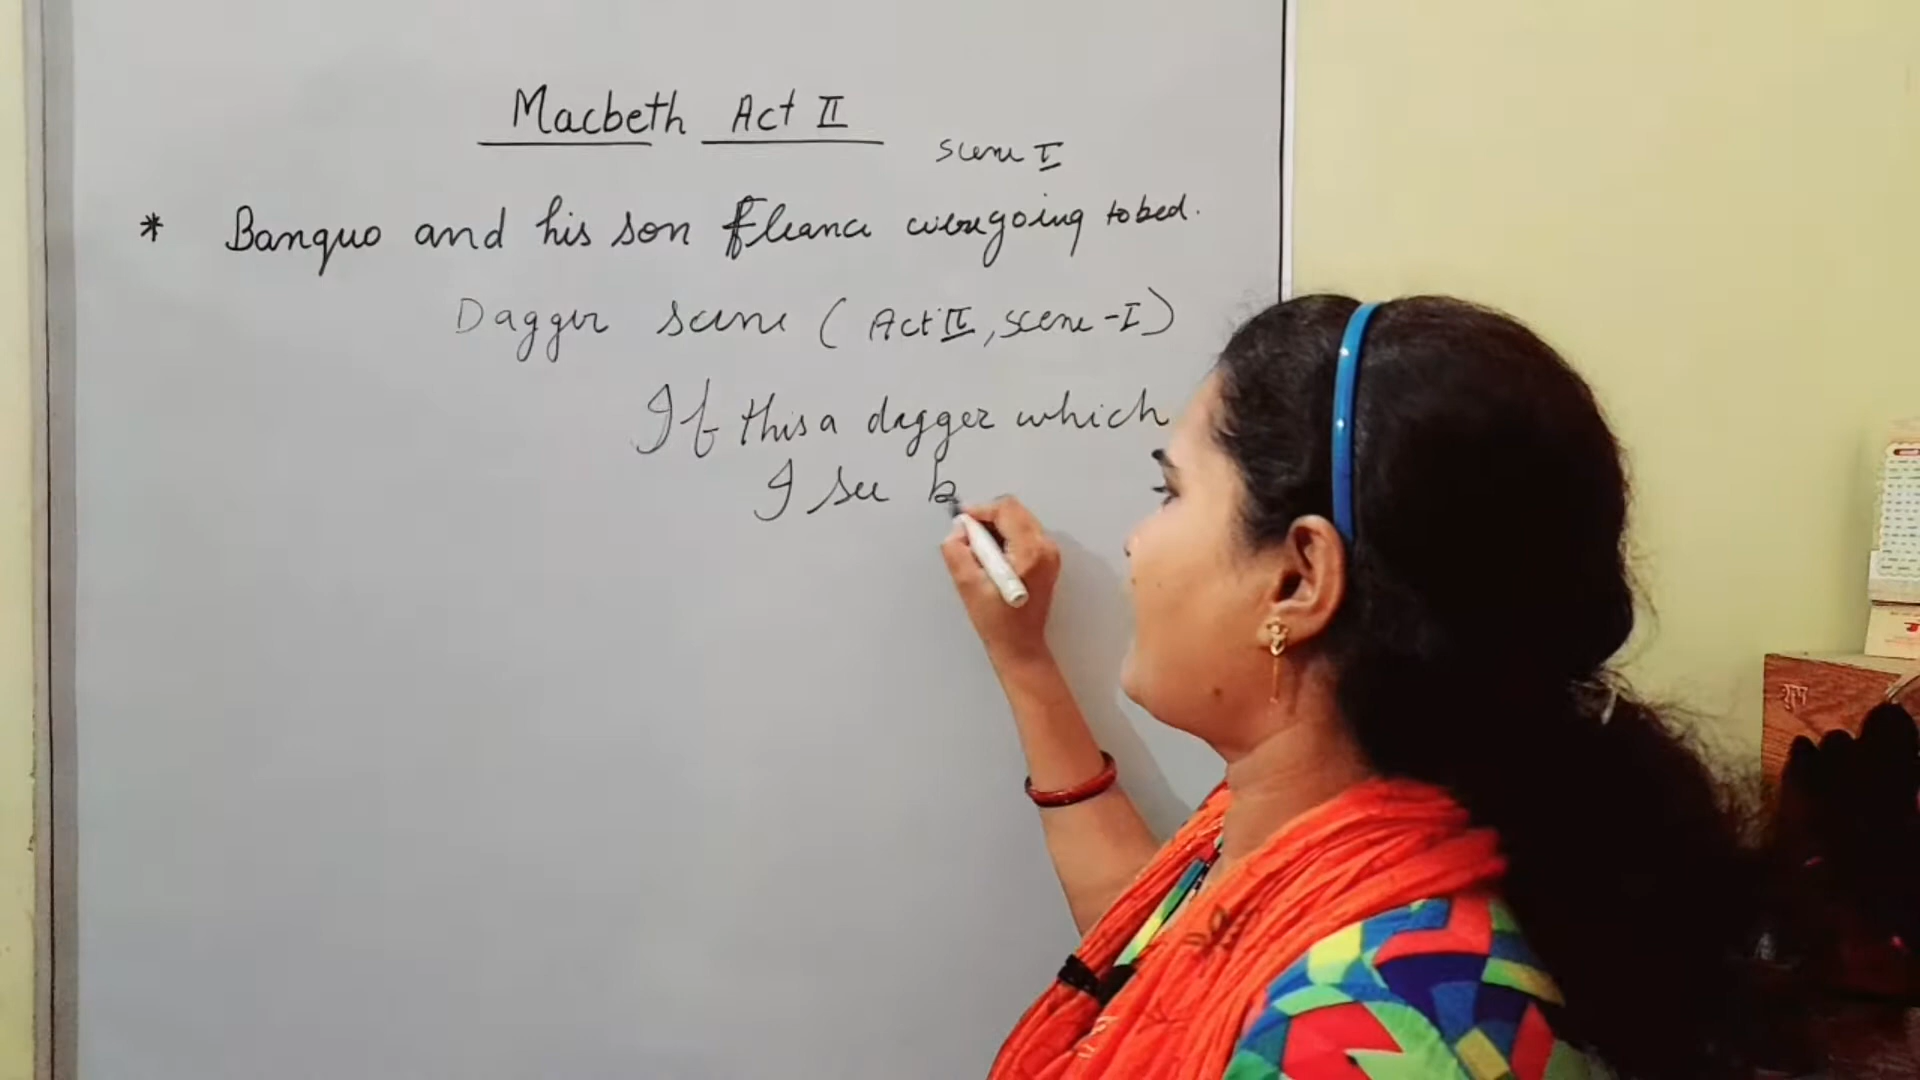 Macbeth Act II
Scene I
* Banquo and his son Fleance were going to bed.
Dagger scene (Act II, scene-I)
If this a dagger which
I see b
शुभ